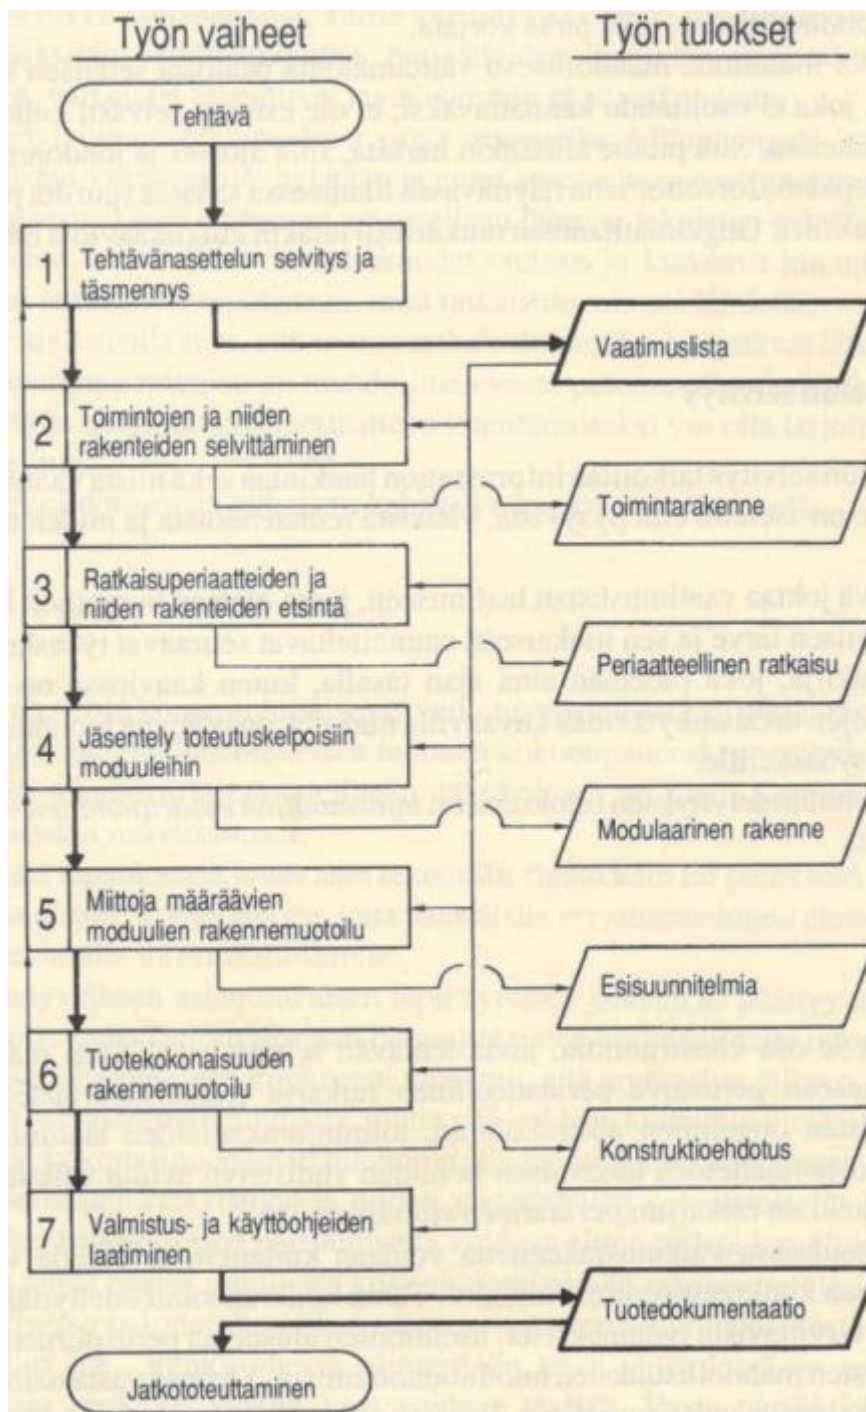 Työn vaiheet
Työn tulokset
Tehtävä
1
Tehtävänasettelun selvitys ja
täsmennys
Vaatimuslista
2
Toimintojen ja niiden
rakenteiden selvittäminen
Toimintarakenne
3
Ratkaisuperiaatteiden ja
niiden rakenteiden etsintä
Periaatteellinen ratkaisu
4
Jäsentely toteutuskelpoisiin
moduuleihin
Modulaarinen rakenne
5
Miittoja määräävien
moduulien rakennemuotoilu
Esisuunnitelmia
6
Tuotekokonaisuuden
rakennemuotoilu
Konstruktioehdotus
7
Valmistus- ja käyttöohjeiden
laatiminen
Tuotedokumentaatio
Jatkototeuttaminen